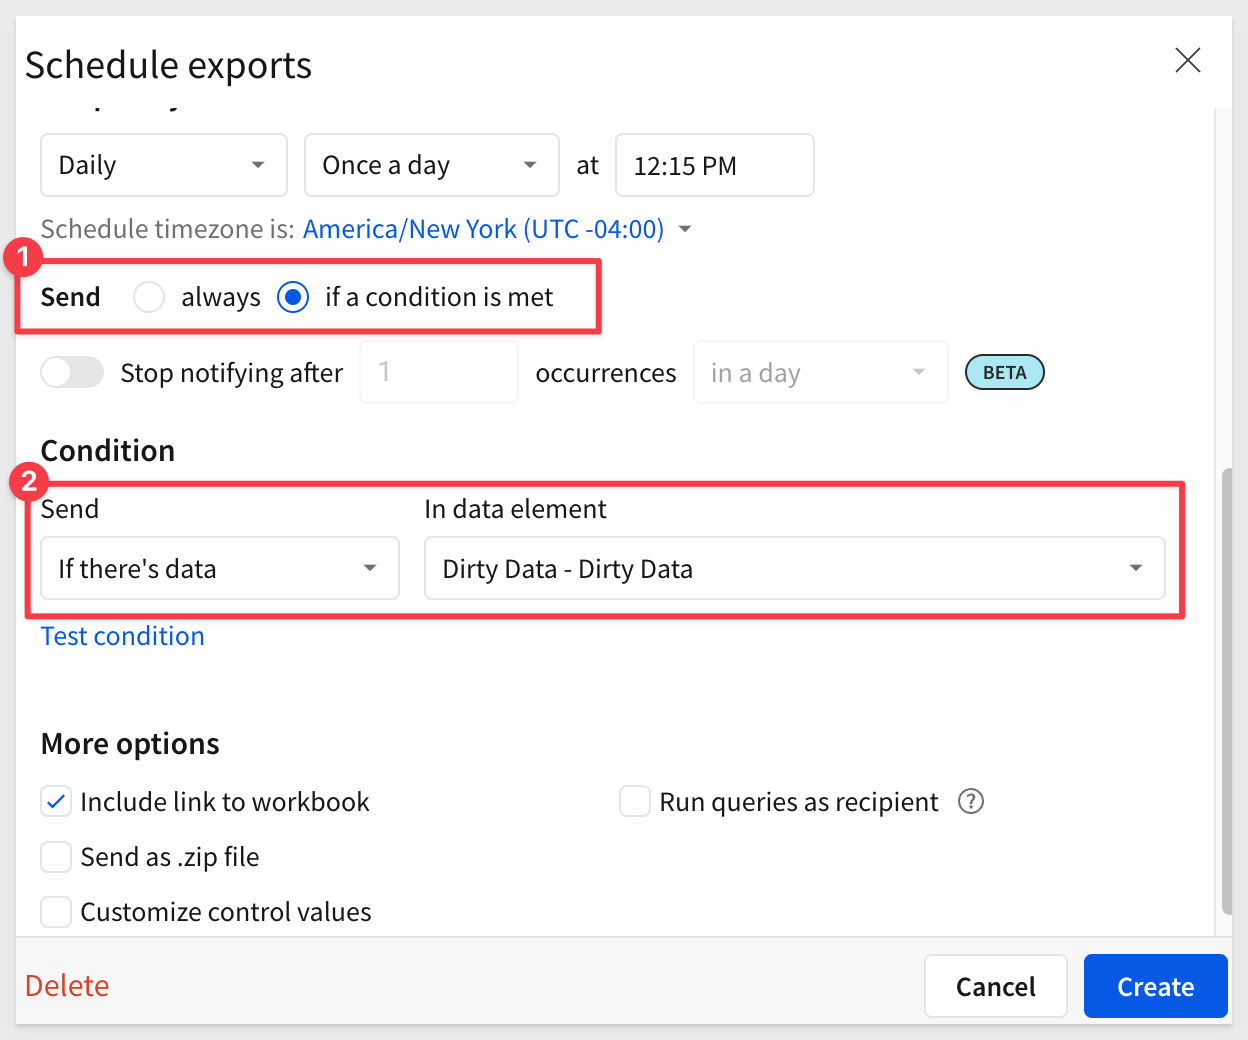 Schedule exports
Daily Once a day at 12:15 PM
Schedule timezone is: America/New York (UTC -04:00)
1
Send always if a condition is met
Stop notifying after 1 occurrences in a day BETA
Condition
2
Send In data element
If there's data Dirty Data - Dirty Data
Test condition
More options
Include link to workbook Run queries as recipient ?
Send as .zip file
Customize control values
Delete Cancel Create